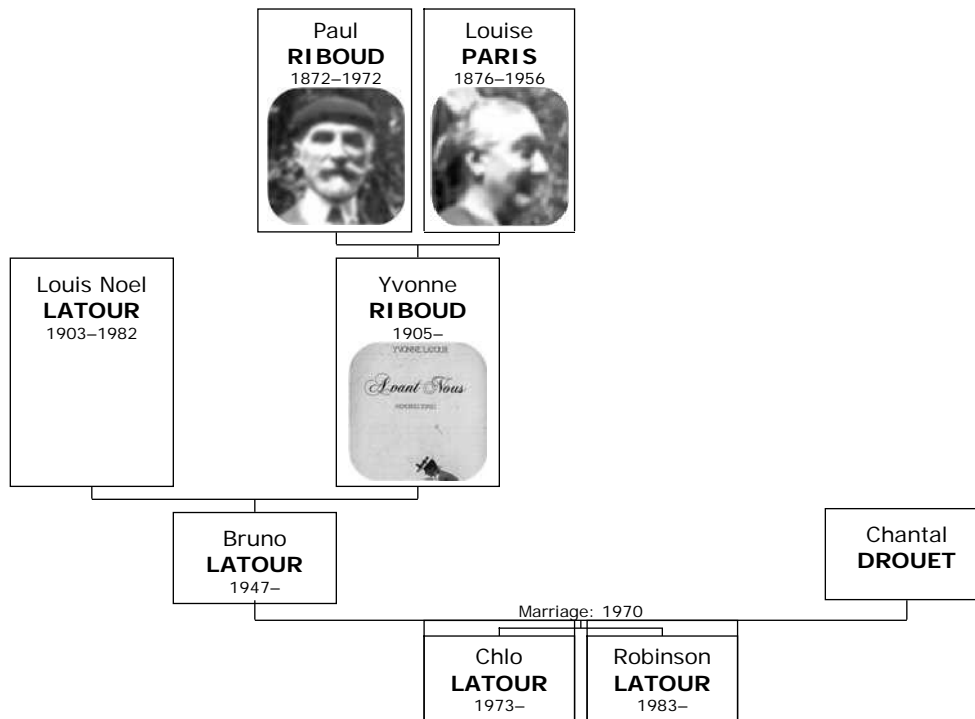 Paul
RIBOUD
1872–1972
Louise
PARIS
1876–1956
Louis Noel
LATOUR
1903–1982
Yvonne
RIBOUD
1905–
YVONNE LATOUR
Avant Nous
Bruno
LATOUR
1947–
Chantal
DROUET
Marriage: 1970
Chlo
LATOUR
1973–
Robinson
LATOUR
1983–